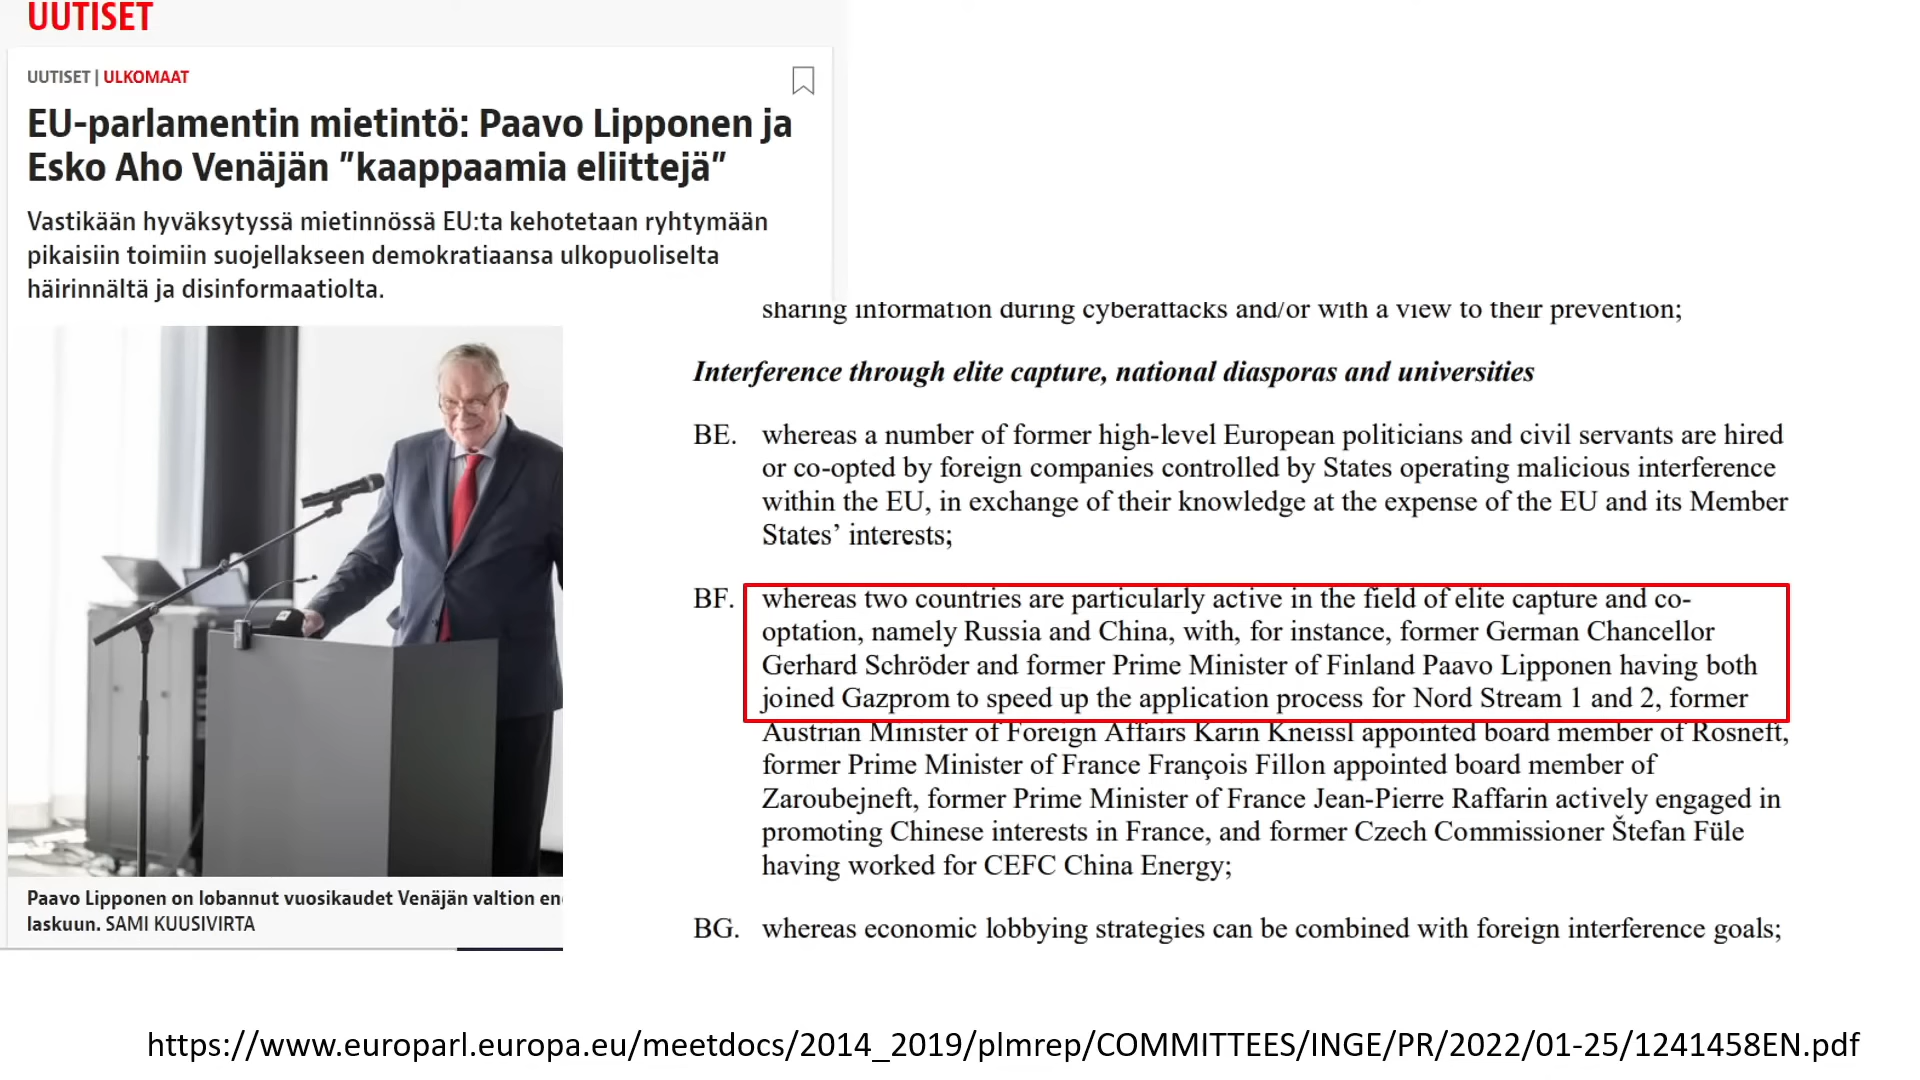 UUTISET
UUTISET | ULKOMAAT
EU-parlamentin mietintö: Paavo Lipponen ja
Esko Aho Venäjän ”kaappaamia eliittejä”
Vastikään hyväksytyssä mietinnössä EU:ta kehotetaan ryhtymään
pikaisiin toimiin suojellakseen demokratiaansa ulkopuoliselta
häirinnältä ja disinformaatiolta.
Paavo Lipponen on lobannut vuosikaudet Venäjän valtion en
laskuun. SAMI KUUSIVIRTA
sharing information during cyberattacks and/or with a view to their prevention;
Interference through elite capture, national diasporas and universities
BE. whereas a number of former high-level European politicians and civil servants are hired
or co-opted by foreign companies controlled by States operating malicious interference
within the EU, in exchange of their knowledge at the expense of the EU and its Member
States’ interests;
BF. whereas two countries are particularly active in the field of elite capture and co-
optation, namely Russia and China, with, for instance, former German Chancellor
Gerhard Schröder and former Prime Minister of Finland Paavo Lipponen having both
joined Gazprom to speed up the application process for Nord Stream 1 and 2, former
Austrian Minister of Foreign Affairs Karin Kneissl appointed board member of Rosneft,
former Prime Minister of France François Fillon appointed board member of
Zaroubejneft, former Prime Minister of France Jean-Pierre Raffarin actively engaged in
promoting Chinese interests in France, and former Czech Commissioner Štefan Füle
having worked for CEFC China Energy;
BG. whereas economic lobbying strategies can be combined with foreign interference goals;
https://www.europarl.europa.eu/meetdocs/2014_2019/plmrep/COMMITTEES/INGE/PR/2022/01-25/1241458EN.pdf